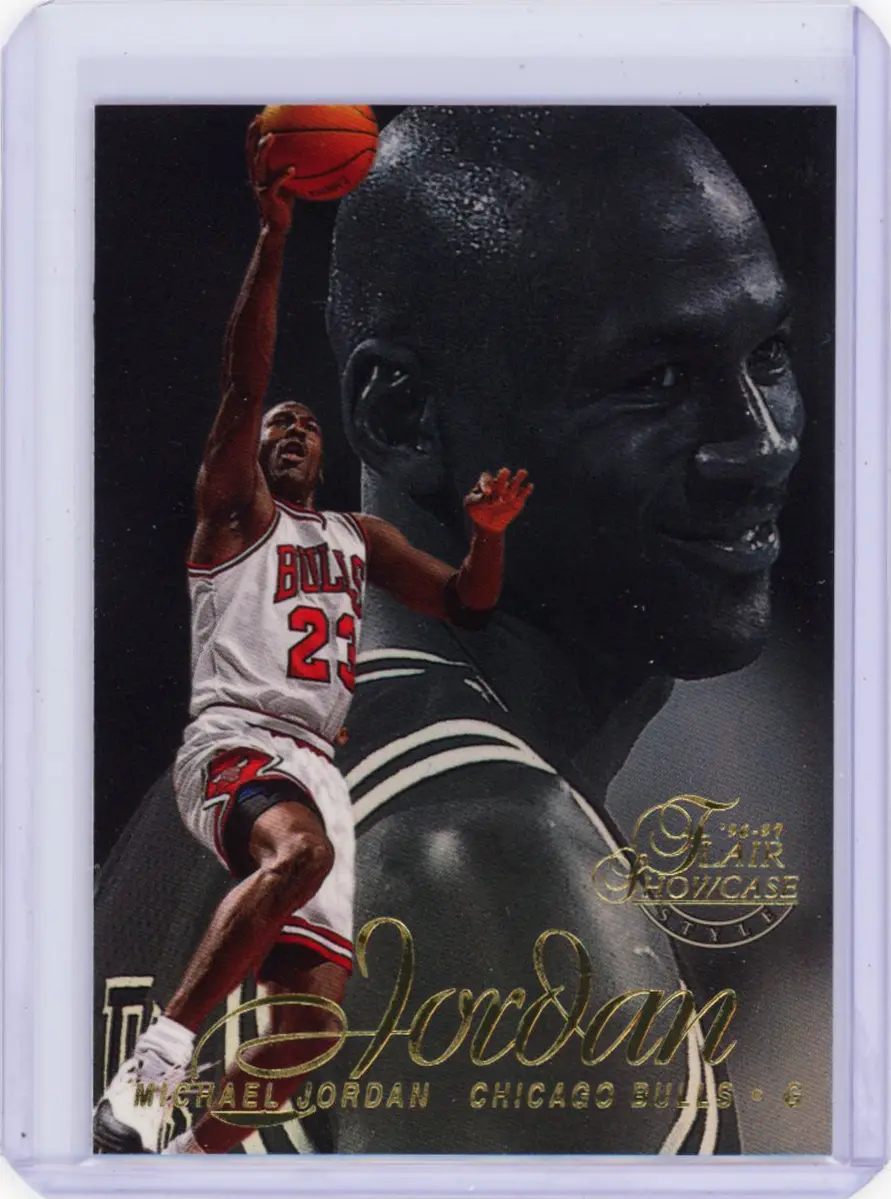 BULLS
23
'96-97
FLAIR
SHOWCASE
STYLE
Jordan
MICHAEL JORDAN CHICAGO BULLS • G